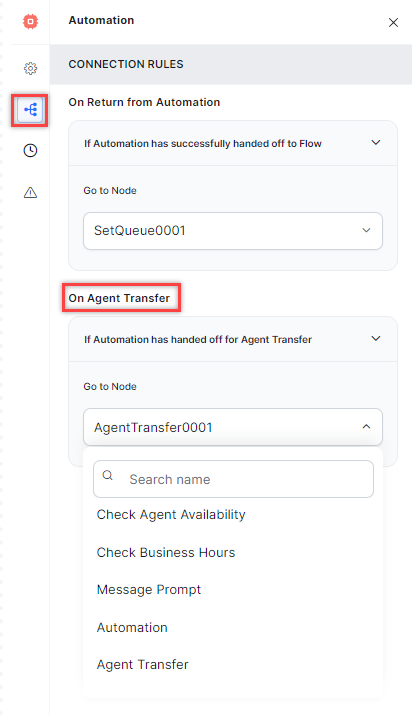 Automation
CONNECTION RULES
On Return from Automation
If Automation has successfully handed off to Flow
Go to Node
SetQueue0001
On Agent Transfer
If Automation has handed off for Agent Transfer
Go to Node
AgentTransfer0001
Search name
Check Agent Availability
Check Business Hours
Message Prompt
Automation
Agent Transfer